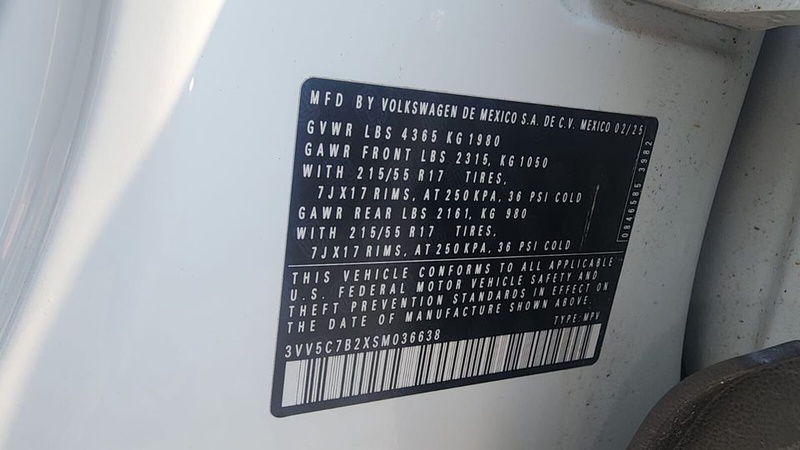 MFD BY VOLKSWAGEN DE MEXICO S.A. DE C.V. MEXICO 02/25
GVWR LBS 4365 KG 1980
GAWR FRONT LBS 2315, KG 1050
WITH 215/55 R17 TIRES,
7JX17 RIMS, AT 250 KPA, 36 PSI COLD
GAWR REAR LBS 2161, KG 980
WITH 215/55 R17 TIRES,
7JX17 RIMS, AT 250 KPA, 36 PSI COLD
0846585 3982
THIS VEHICLE CONFORMS TO ALL APPLICABLE
U.S. FEDERAL MOTOR VEHICLE SAFETY AND
THEFT PREVENTION STANDARDS IN EFFECT ON
THE DATE OF MANUFACTURE SHOWN ABOVE.
TYPE: MPV
3VV5C7B2XSM036638